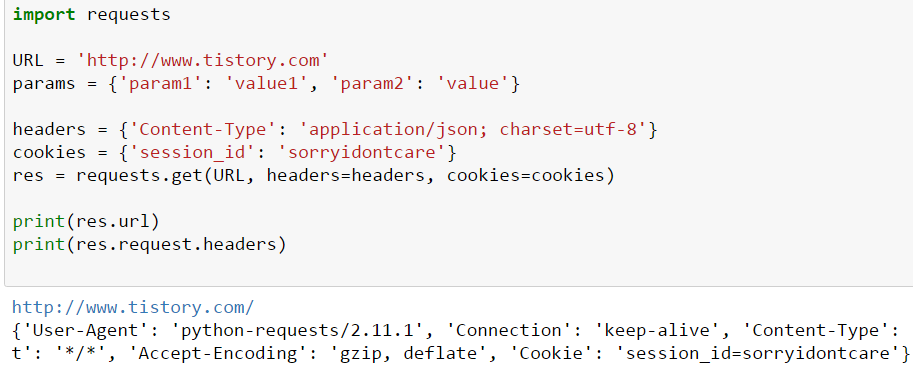 import requests
URL = 'http://www.tistory.com'
params = {'param1': 'value1', 'param2': 'value'}
headers = {'Content-Type': 'application/json; charset=utf-8'}
cookies = {'session_id': 'sorryidontcare'}
res = requests.get(URL, headers=headers, cookies=cookies)
print(res.url)
print(res.request.headers)
http://www.tistory.com/
{'User-Agent': 'python-requests/2.11.1', 'Connection': 'keep-alive', 'Content-Type':
t': '*/*', 'Accept-Encoding': 'gzip, deflate', 'Cookie': 'session_id=sorryidontcare'}